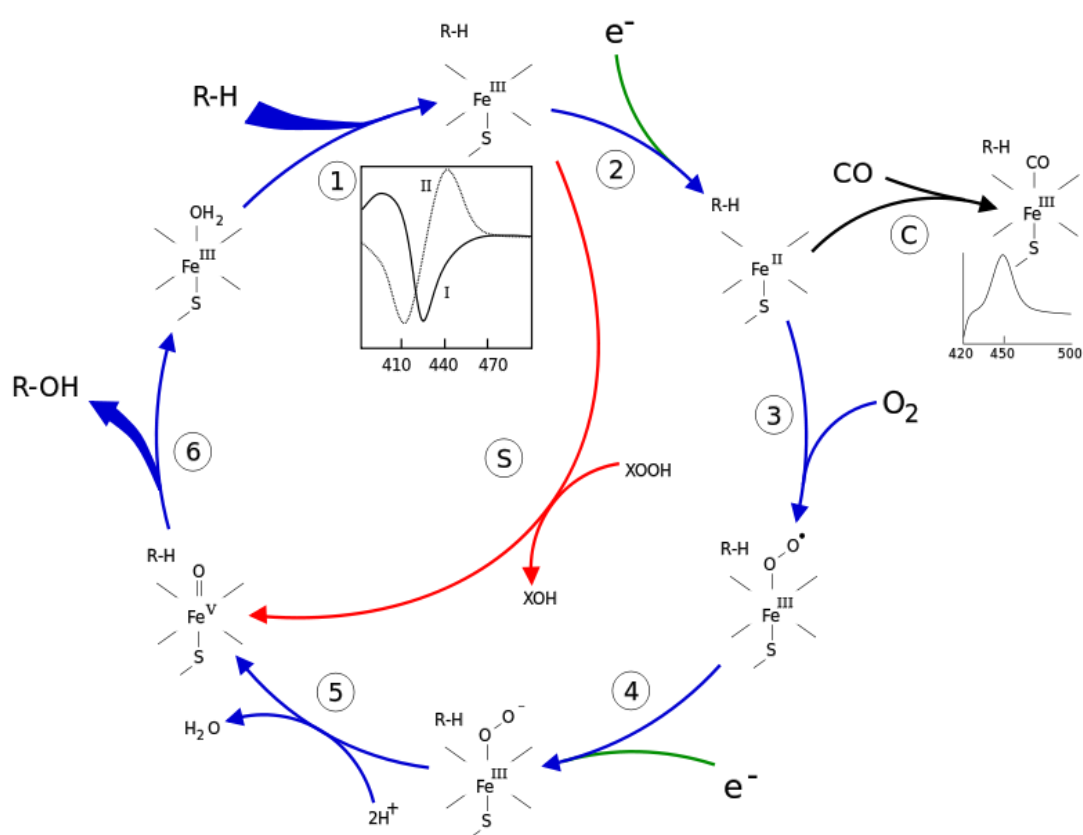 R-H
e-
R-H
Fe III
S
1
2
II
I
410 440 470
CO
R-H
CO
Fe III
S
C
420 450 500
R-H
Fe II
S
OH2
Fe III
S
R-OH
6
S
XOOH
XOH
3
O2
R-H
O
O•
Fe III
S
R-H
O
Fe V
S
5
H2O
2H+
4
e-
R-H
O
O-
Fe III
S